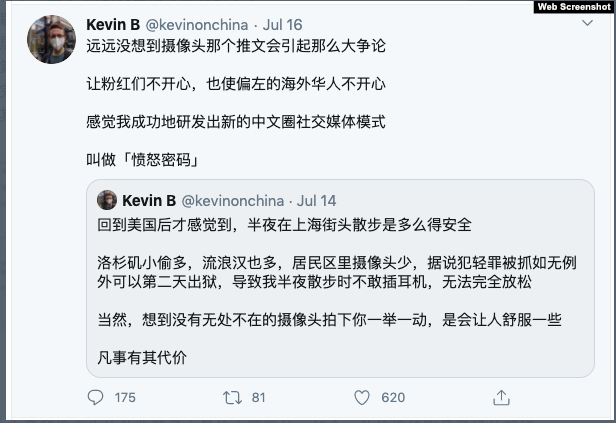 Web Screenshot
Kevin B @kevinonchina · Jul 16
远远没想到摄像头那个推文会引起那么大争论
让粉红们不开心，也使偏左的海外华人不开心
感觉我成功地研发出新的中文圈社交媒体模式
叫做「愤怒密码」
Kevin B @kevinonchina · Jul 14
回到美国后才感觉到，半夜在上海街头散步是多么得安全
洛杉矶小偷多，流浪汉也多，居民区里摄像头少，据说犯轻罪被抓如无例
外可以第二天出狱，导致我半夜散步时不敢插耳机，无法完全放松
当然，想到没有无处不在的摄像头拍下你一举一动，是会让人舒服一些
凡事有其代价
175 81 620